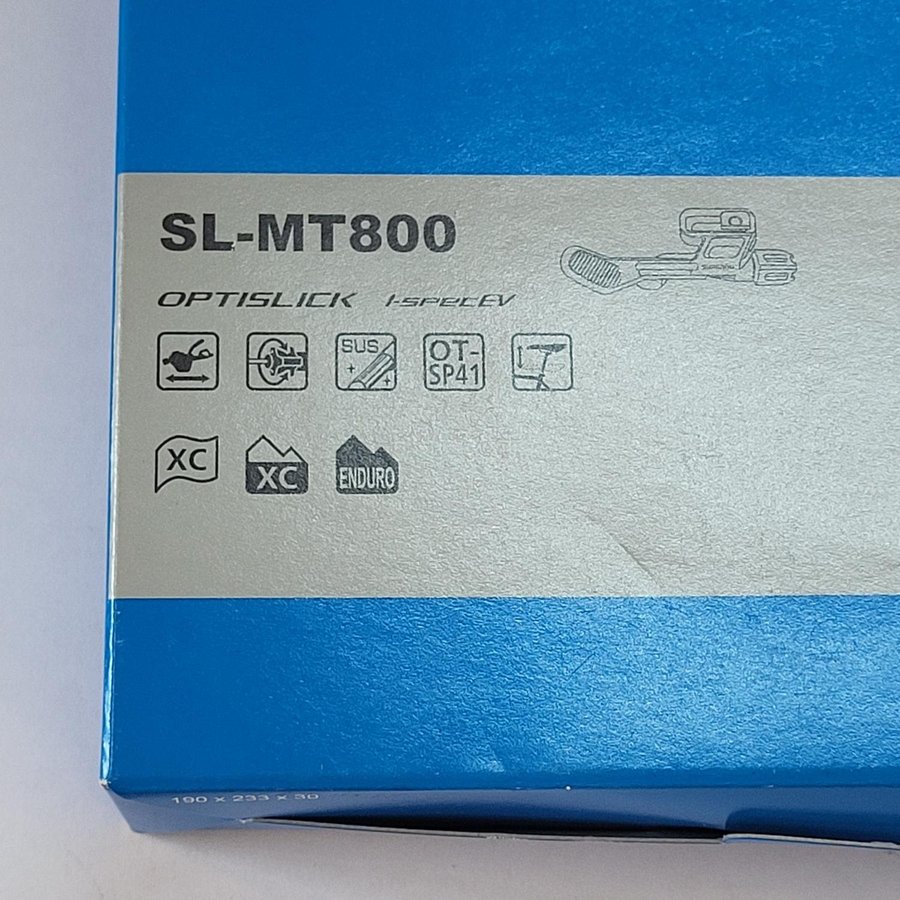 SL-MT800
OPTISLICK I-SPEC EV
SUS
OT-
SP41
XC
XC
ENDURO
190 x 233 x 30